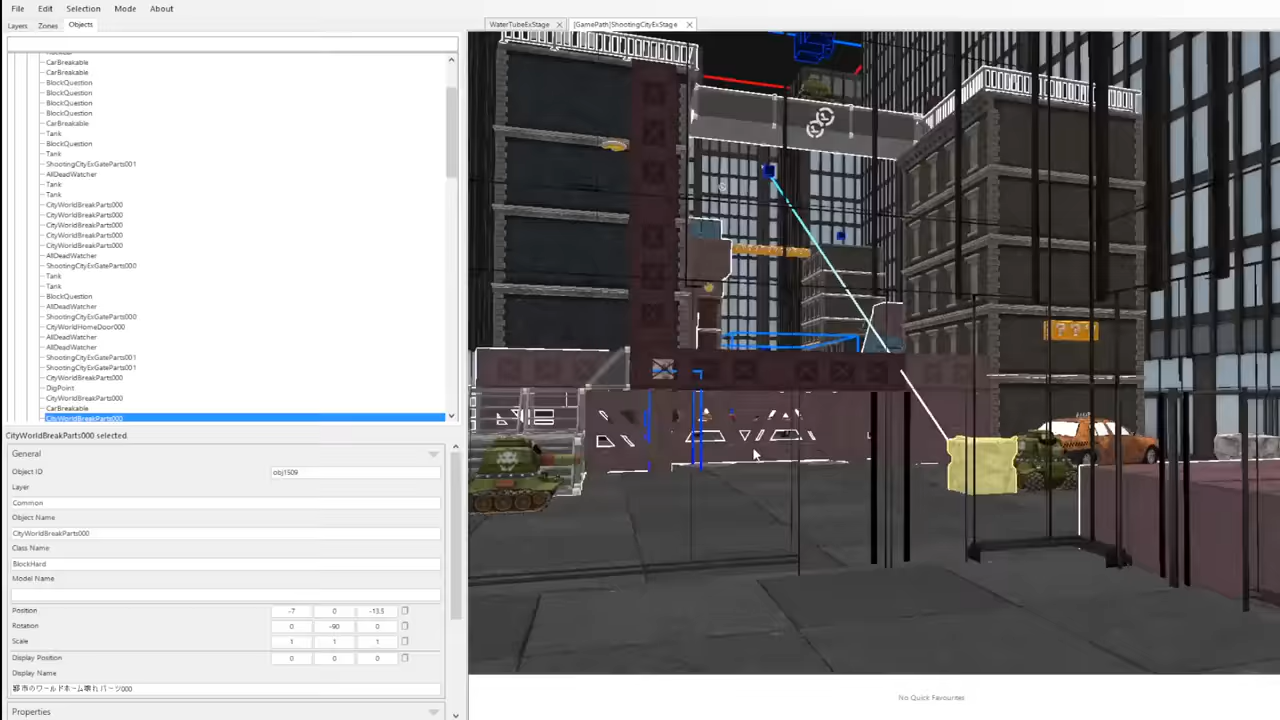 File Edit Selection Mode About
Layers Zones Objects
WaterTubeExStage [GamePath]ShootingCityExStage
CarBreakable
CarBreakable
BlockQuestion
BlockQuestion
BlockQuestion
BlockQuestion
CarBreakable
Tank
BlockQuestion
Tank
ShootingCityExGateParts001
AllDeadWatcher
Tank
Tank
CityWorldBreakParts000
CityWorldBreakParts000
CityWorldBreakParts000
CityWorldBreakParts000
CityWorldBreakParts000
AllDeadWatcher
ShootingCityExGateParts000
Tank
Tank
BlockQuestion
AllDeadWatcher
ShootingCityExGateParts000
CityWorldHomeDoor000
AllDeadWatcher
AllDeadWatcher
ShootingCityExGateParts001
ShootingCityExGateParts001
CityWorldBreakParts000
DigPoint
CityWorldBreakParts000
CarBreakable
CityWorldBreakParts000
CityWorldBreakParts000 selected.
General
Object ID obj1509
Layer
Common
Object Name
CityWorldBreakParts000
Class Name
BlockHard
Model Name
Position -7 0 -13.5
Rotation 0 -90 0
Scale 1 1 1
Display Position 0 0 0
Display Name
都市のワールドホーム壊れパーツ000
Properties
No Quick Favourites